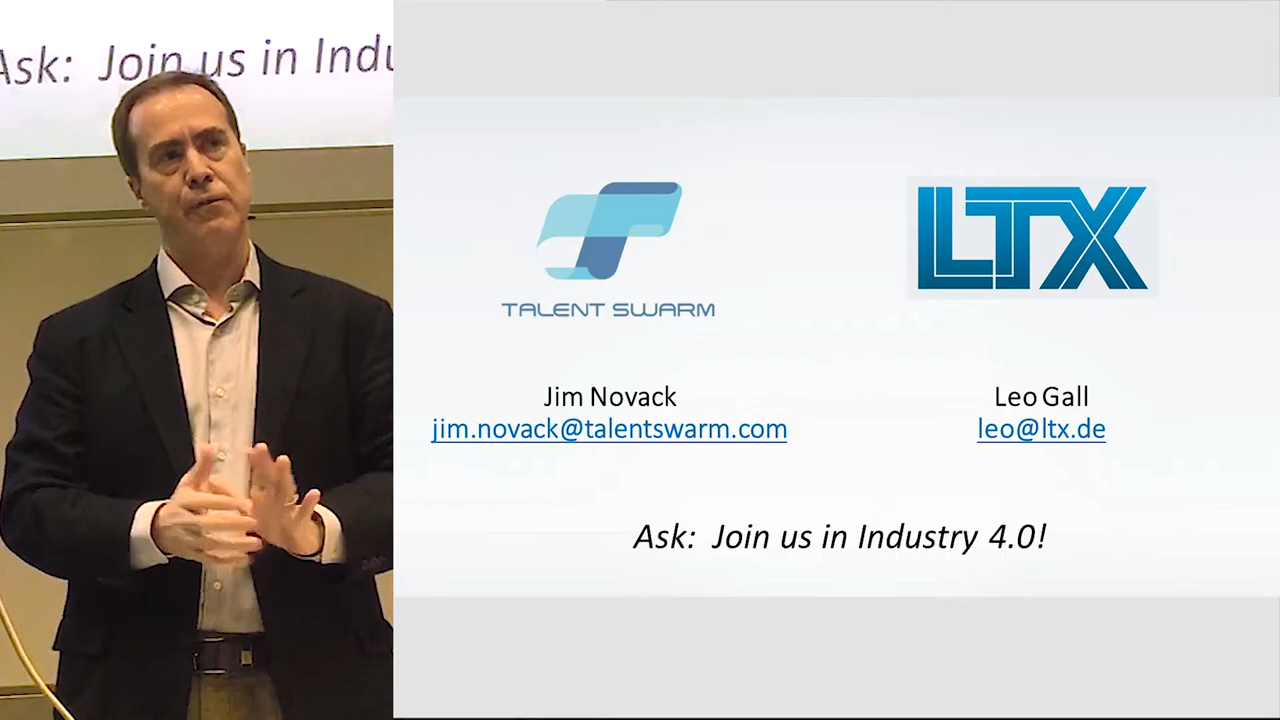 Ask: Join us in Indu
TALENT SWARM
LTX
Jim Novack
jim.novack@talentswarm.com
Leo Gall
leo@ltx.de
Ask: Join us in Industry 4.0!